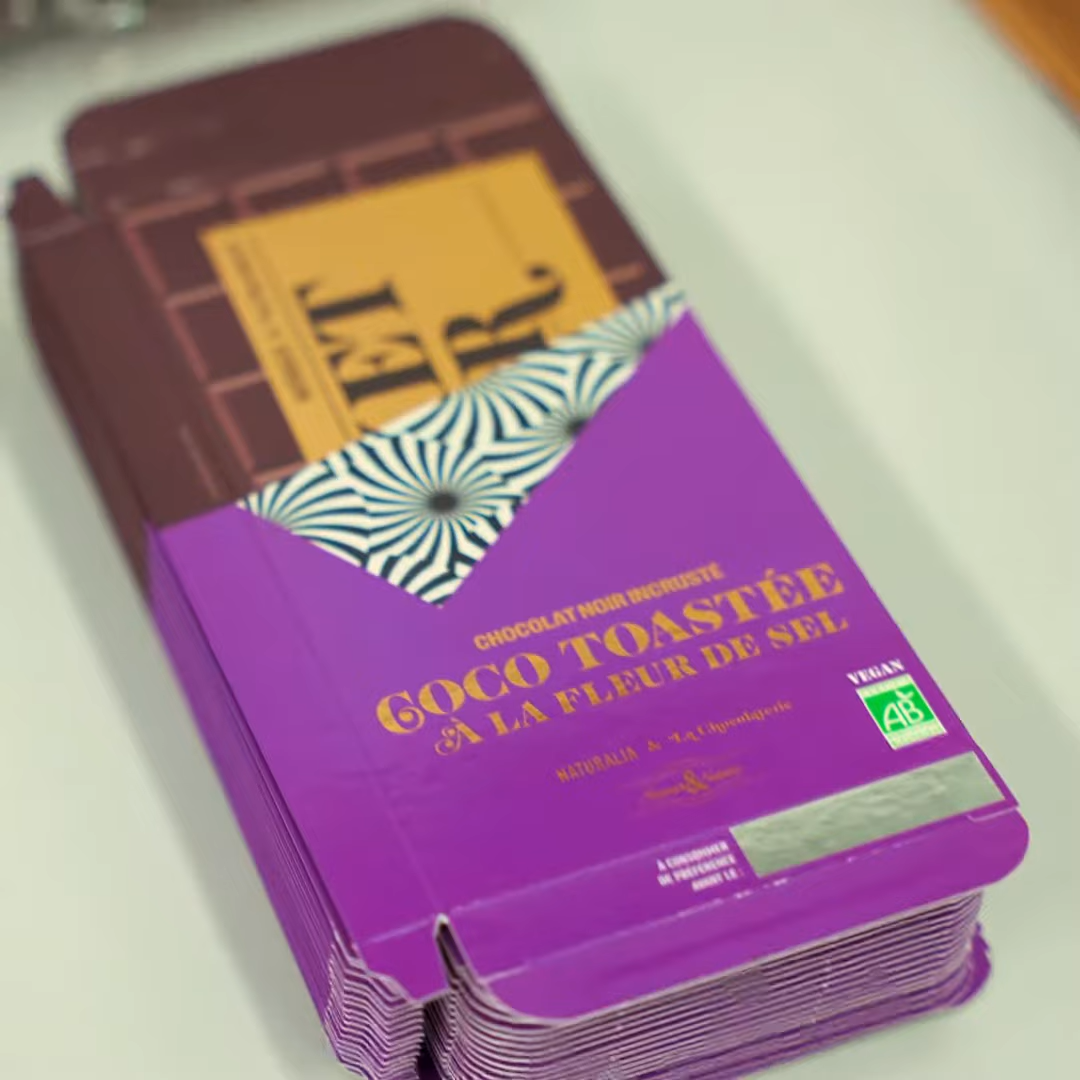 ET
R
CHOCOLAT NOIR INCRUSTÉ
COCO TOASTÉE
À LA FLEUR DE SEL
NATURALIA & La Chocolaterie
VEGAN
AB
À CONSOMMER
DE PRÉFÉRENCE
AVANT LE :